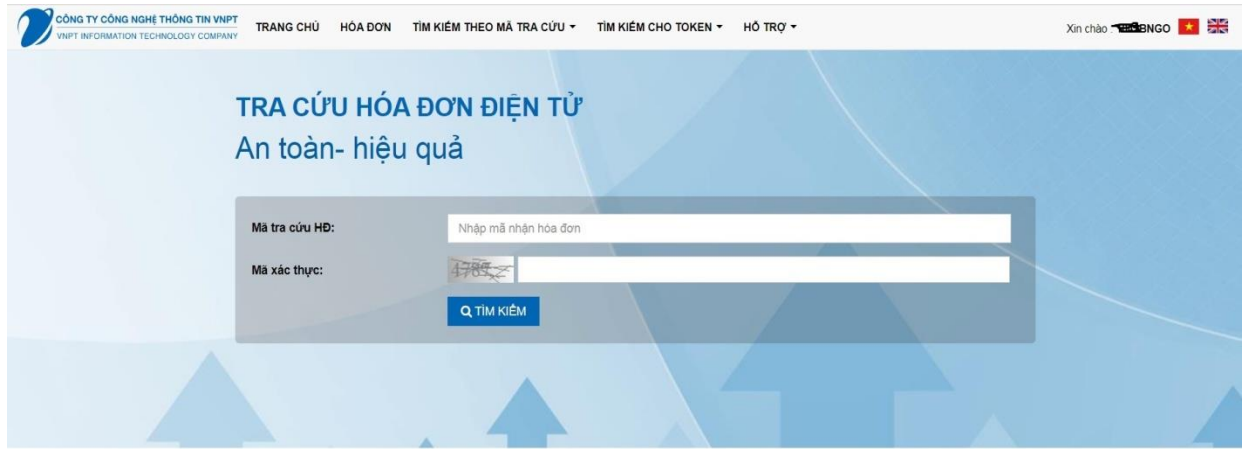 CÔNG TY CÔNG NGHỆ THÔNG TIN VNPT
VNPT INFORMATION TECHNOLOGY COMPANY
TRANG CHỦ HÓA ĐƠN TÌM KIẾM THEO MÃ TRA CỨU TÌM KIẾM CHO TOKEN HỖ TRỢ
Xin chào : BNGO
TRA CỨU HÓA ĐƠN ĐIỆN TỬ
An toàn- hiệu quả
Mã tra cứu HĐ:
Nhập mã nhận hóa đơn
Mã xác thực:
TÌM KIẾM